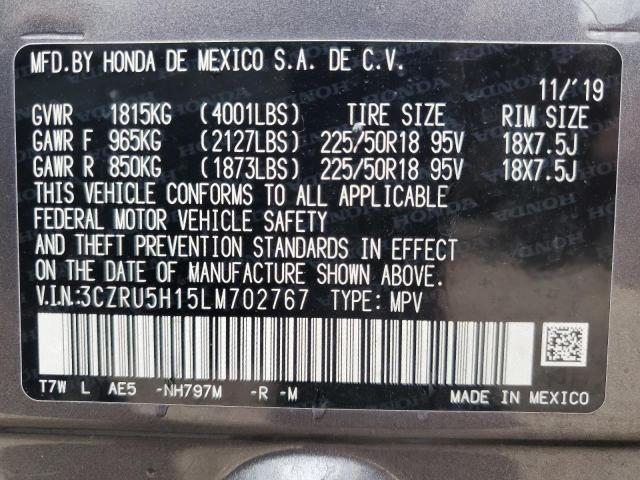 MFD.BY HONDA DE MEXICO S.A. DE C.V.
11/'19
GVWR 1815KG (4001LBS) TIRE SIZE RIM SIZE
GAWR F 965KG (2127LBS) 225/50R18 95V 18X7.5J
GAWR R 850KG (1873LBS) 225/50R18 95V 18X7.5J
THIS VEHICLE CONFORMS TO ALL APPLICABLE
FEDERAL MOTOR VEHICLE SAFETY
AND THEFT PREVENTION STANDARDS IN EFFECT
ON THE DATE OF MANUFACTURE SHOWN ABOVE.
V.I.N:3CZRU5H15LM702767 TYPE: MPV
T7W L AE5 -NH797M -R -M
MADE IN MEXICO